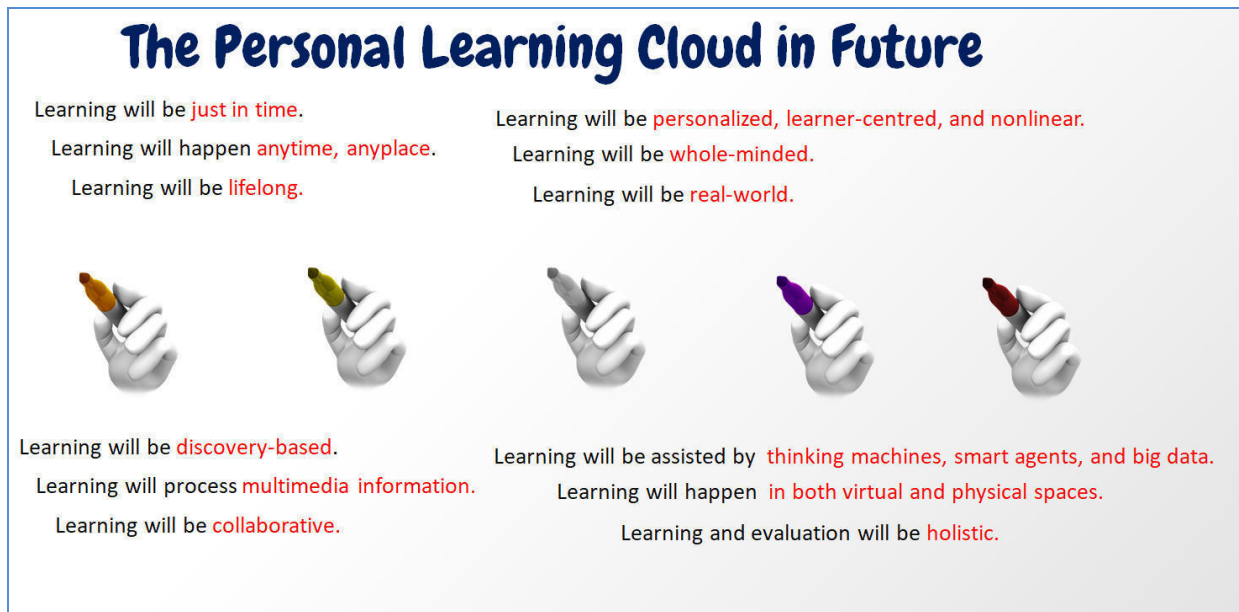 The Personal Learning Cloud in Future
Learning will be just in time.
Learning will happen anytime, anyplace.
Learning will be lifelong.
Learning will be personalized, learner-centred, and nonlinear.
Learning will be whole-minded.
Learning will be real-world.
Learning will be discovery-based.
Learning will process multimedia information.
Learning will be collaborative.
Learning will be assisted by thinking machines, smart agents, and big data.
Learning will happen in both virtual and physical spaces.
Learning and evaluation will be holistic.